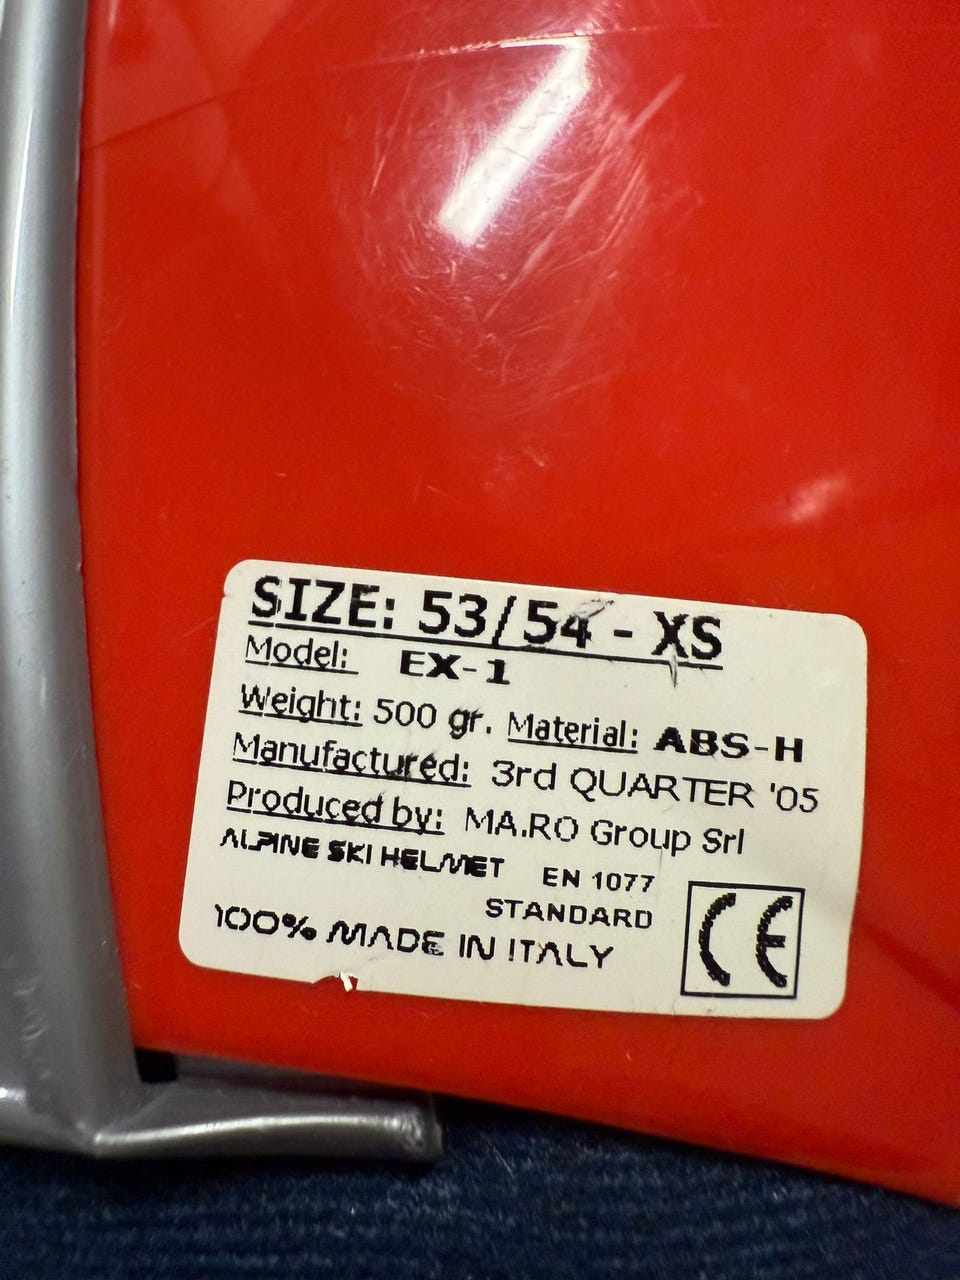 SIZE: 53/54 - XS
Model: EX-1
Weight: 500 gr. Material: ABS-H
Manufactured: 3rd QUARTER '05
Produced by: MA.RO Group Srl
ALPINE SKI HELMET EN 1077
STANDARD
100% MADE IN ITALY
CE